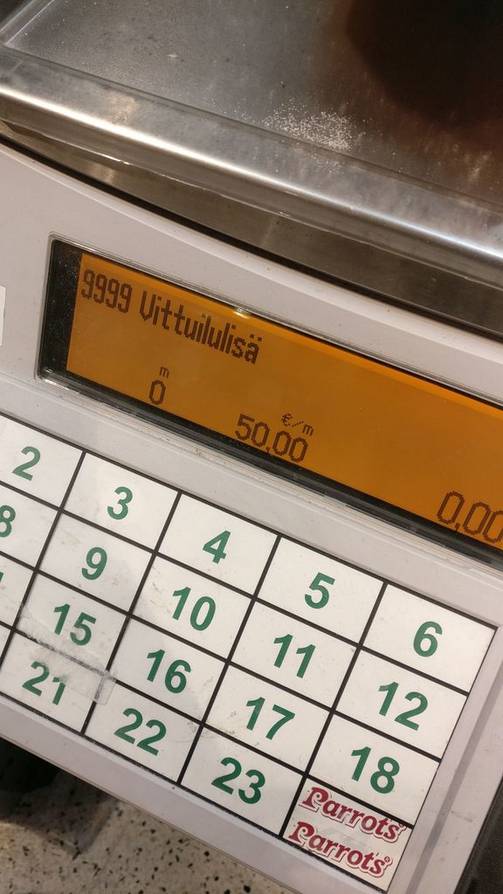 9999 Vittuilulisä
m
0
€/m
50,00
0,00
2 3 4 5 6
8 9 10 11 12
15 16 17 18
21 22 23
Parrots®
Parrots®